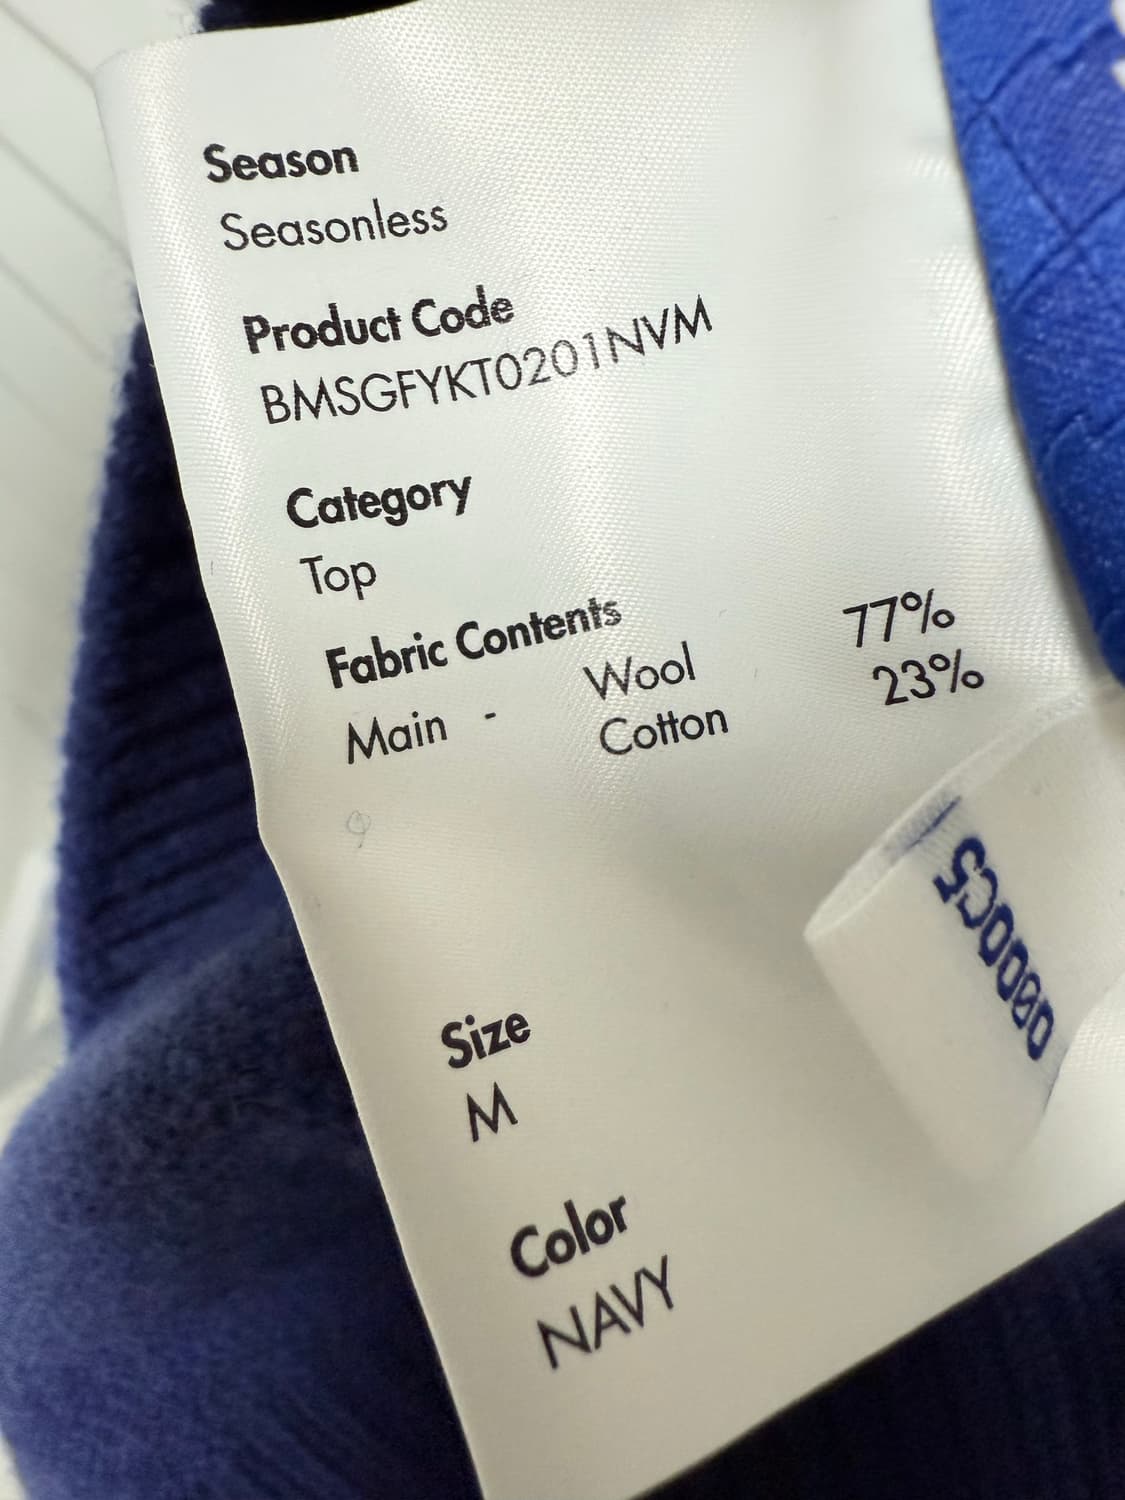 Season
Seasonless
Product Code
BMSGFYKT0201NVM
Category
Top
Fabric Contents
Main - Wool 77%
Cotton 23%
Size
M
Color
NAVY